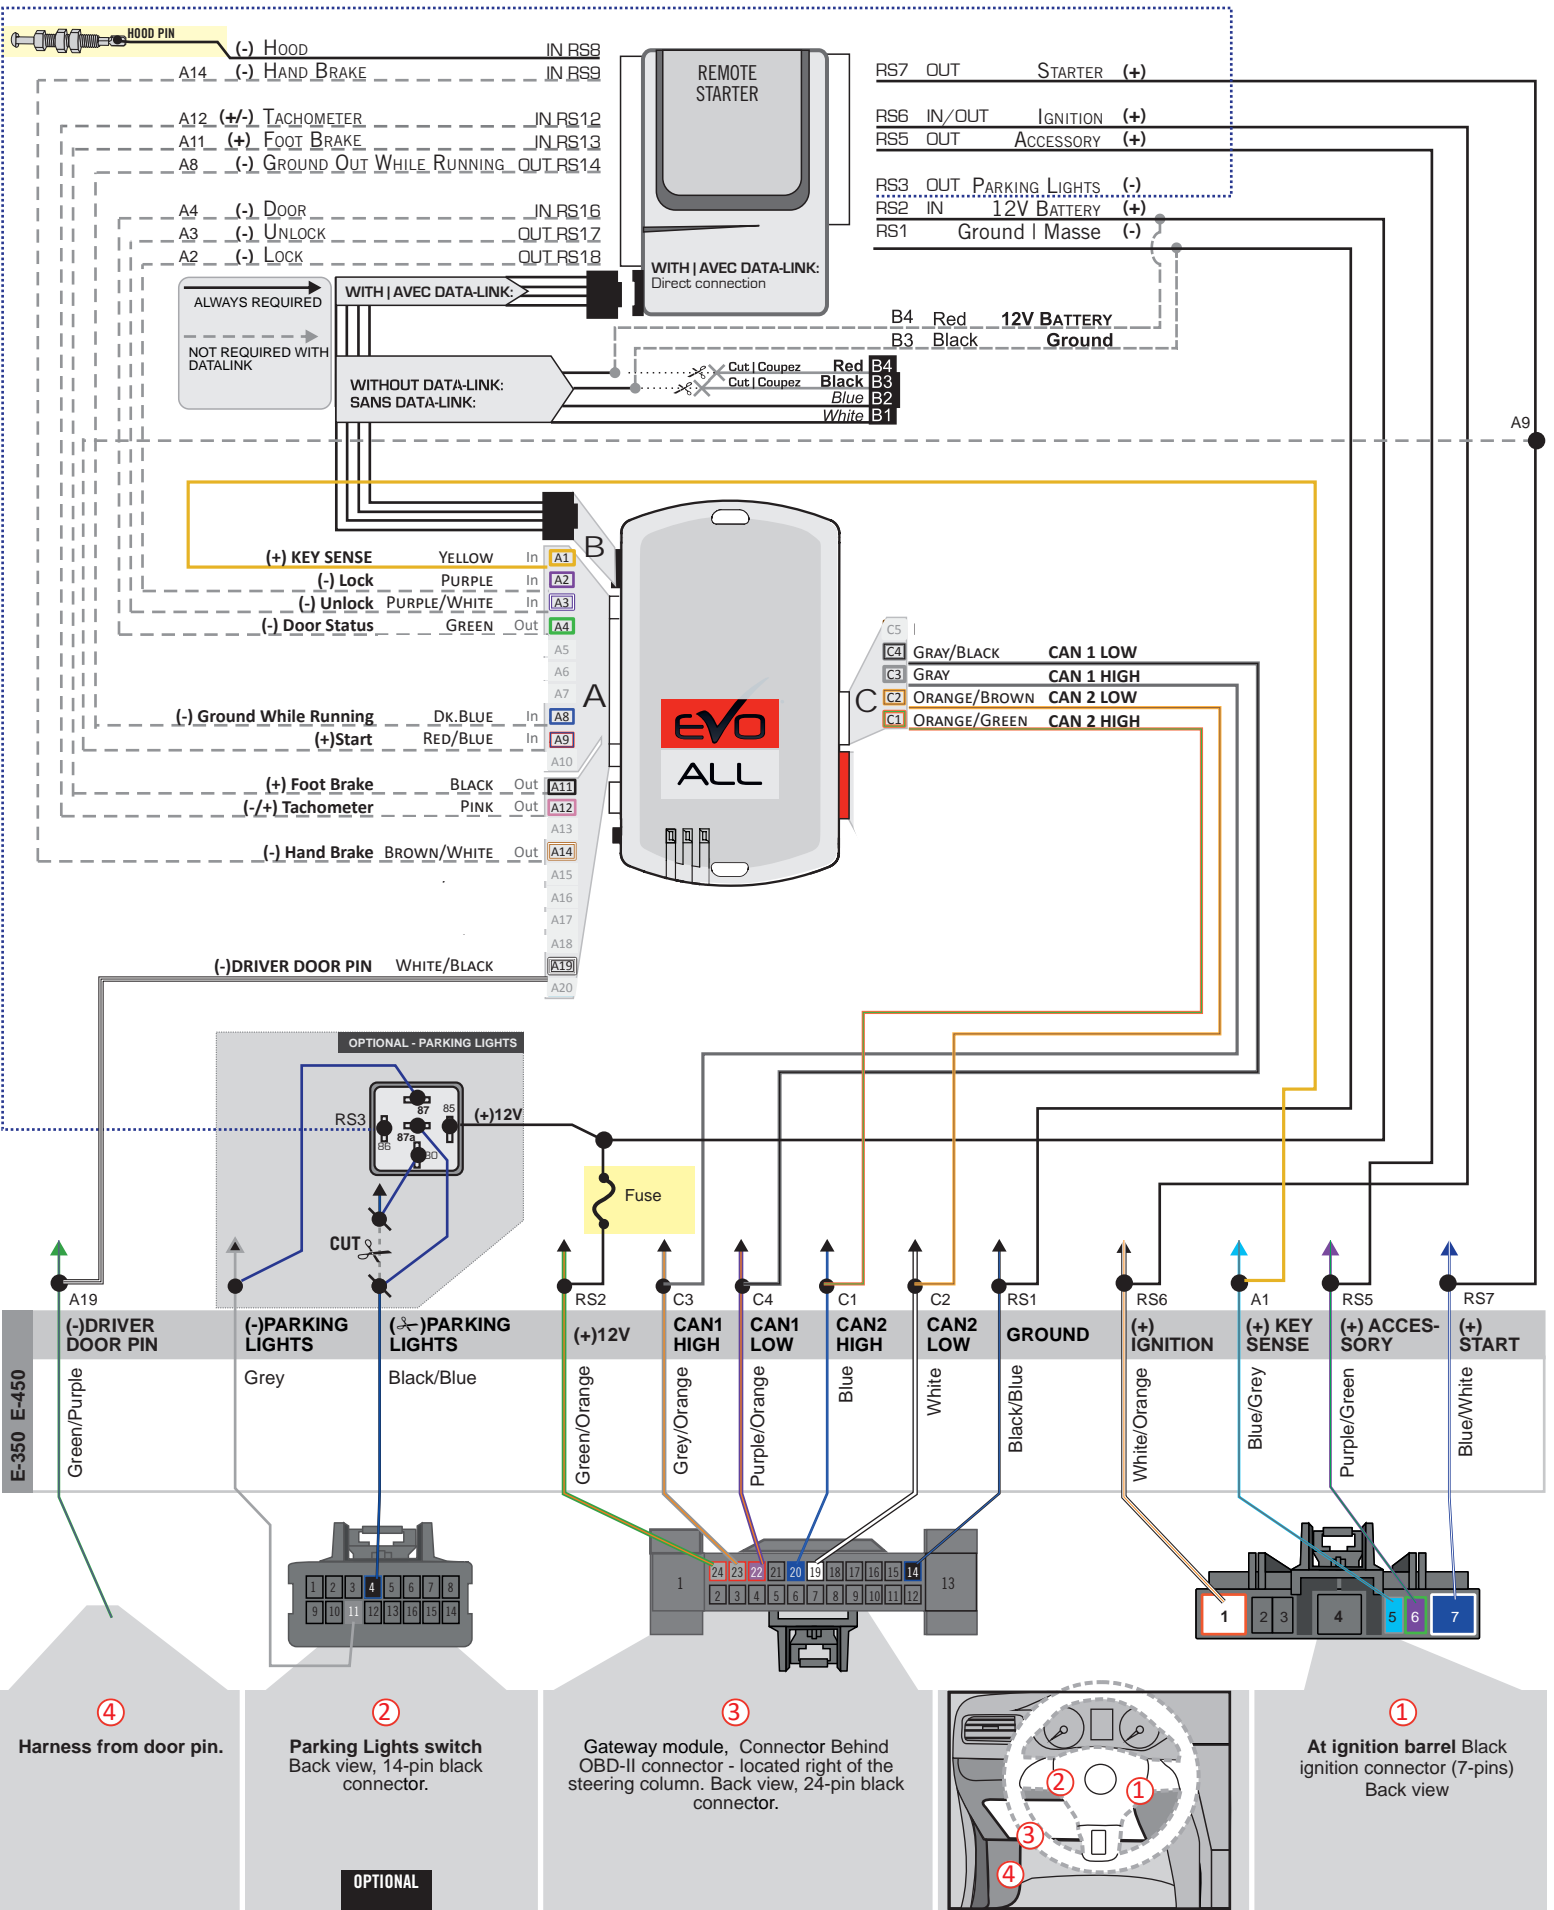 HOOD PIN
(-) HOOD IN RS8
A14 (-) HAND BRAKE IN RS9
A12 (+/-) TACHOMETER IN RS12
A11 (+) FOOT BRAKE IN RS13
A8 (-) GROUND OUT WHILE RUNNING OUT RS14
A4 (-) DOOR IN RS16
A3 (-) UNLOCK OUT RS17
A2 (-) LOCK OUT RS18
REMOTE
STARTER
WITH | AVEC DATA-LINK:
Direct connection
RS7 OUT STARTER (+)
RS6 IN/OUT IGNITION (+)
RS5 OUT ACCESSORY (+)
RS3 OUT PARKING LIGHTS (-)
RS2 IN 12V BATTERY (+)
RS1 Ground | Masse (-)
ALWAYS REQUIRED
NOT REQUIRED WITH
DATALINK
WITH | AVEC DATA-LINK:
WITHOUT DATA-LINK:
SANS DATA-LINK:
B4 Red 12V BATTERY
B3 Black Ground
Cut | Coupez Red B4
Cut | Coupez Black B3
Blue B2
White B1
A9
B
(+) KEY SENSE YELLOW In A1
(-) Lock PURPLE In A2
(-) Unlock PURPLE/WHITE In A3
(-) Door Status GREEN Out A4
A5
A6
A7
A
(-) Ground While Running DK.BLUE In A8
(+)Start RED/BLUE In A9
A10
(+) Foot Brake BLACK Out A11
(-/+) Tachometer PINK Out A12
A13
(-) Hand Brake BROWN/WHITE Out A14
A15
A16
A17
A18
(-)DRIVER DOOR PIN WHITE/BLACK A19
A20
EVO
ALL
C
C5
C4 GRAY/BLACK CAN 1 LOW
C3 GRAY CAN 1 HIGH
C2 ORANGE/BROWN CAN 2 LOW
C1 ORANGE/GREEN CAN 2 HIGH
OPTIONAL - PARKING LIGHTS
RS3
87
85
87a
86
30
(+)12V
Fuse
CUT
A19
RS2
C3
C4
C1
C2
RS1
RS6
A1
RS5
RS7
E-350 E-450
(-)DRIVER
DOOR PIN
(-)PARKING
LIGHTS
( )PARKING
LIGHTS
(+)12V
CAN1
HIGH
CAN1
LOW
CAN2
HIGH
CAN2
LOW
GROUND
(+)
IGNITION
(+) KEY
SENSE
(+) ACCES-
SORY
(+)
START
Green/Purple
Grey
Black/Blue
Green/Orange
Grey/Orange
Purple/Orange
Blue
White
Black/Blue
White/Orange
Blue/Grey
Purple/Green
Blue/White
1 2 3 4 5 6 7 8
9 10 11 12 13 16 15 14
1
24 23 22 21 20 19 18 17 16 15 14
2 3 4 5 6 7 8 9 10 11 12
13
1 2 3 4 5 6 7
4
Harness from door pin.
2
Parking Lights switch
Back view, 14-pin black
connector.
OPTIONAL
3
Gateway module, Connector Behind
OBD-II connector - located right of the
steering column. Back view, 24-pin black
connector.
2
1
3
4
1
At ignition barrel Black
ignition connector (7-pins)
Back view